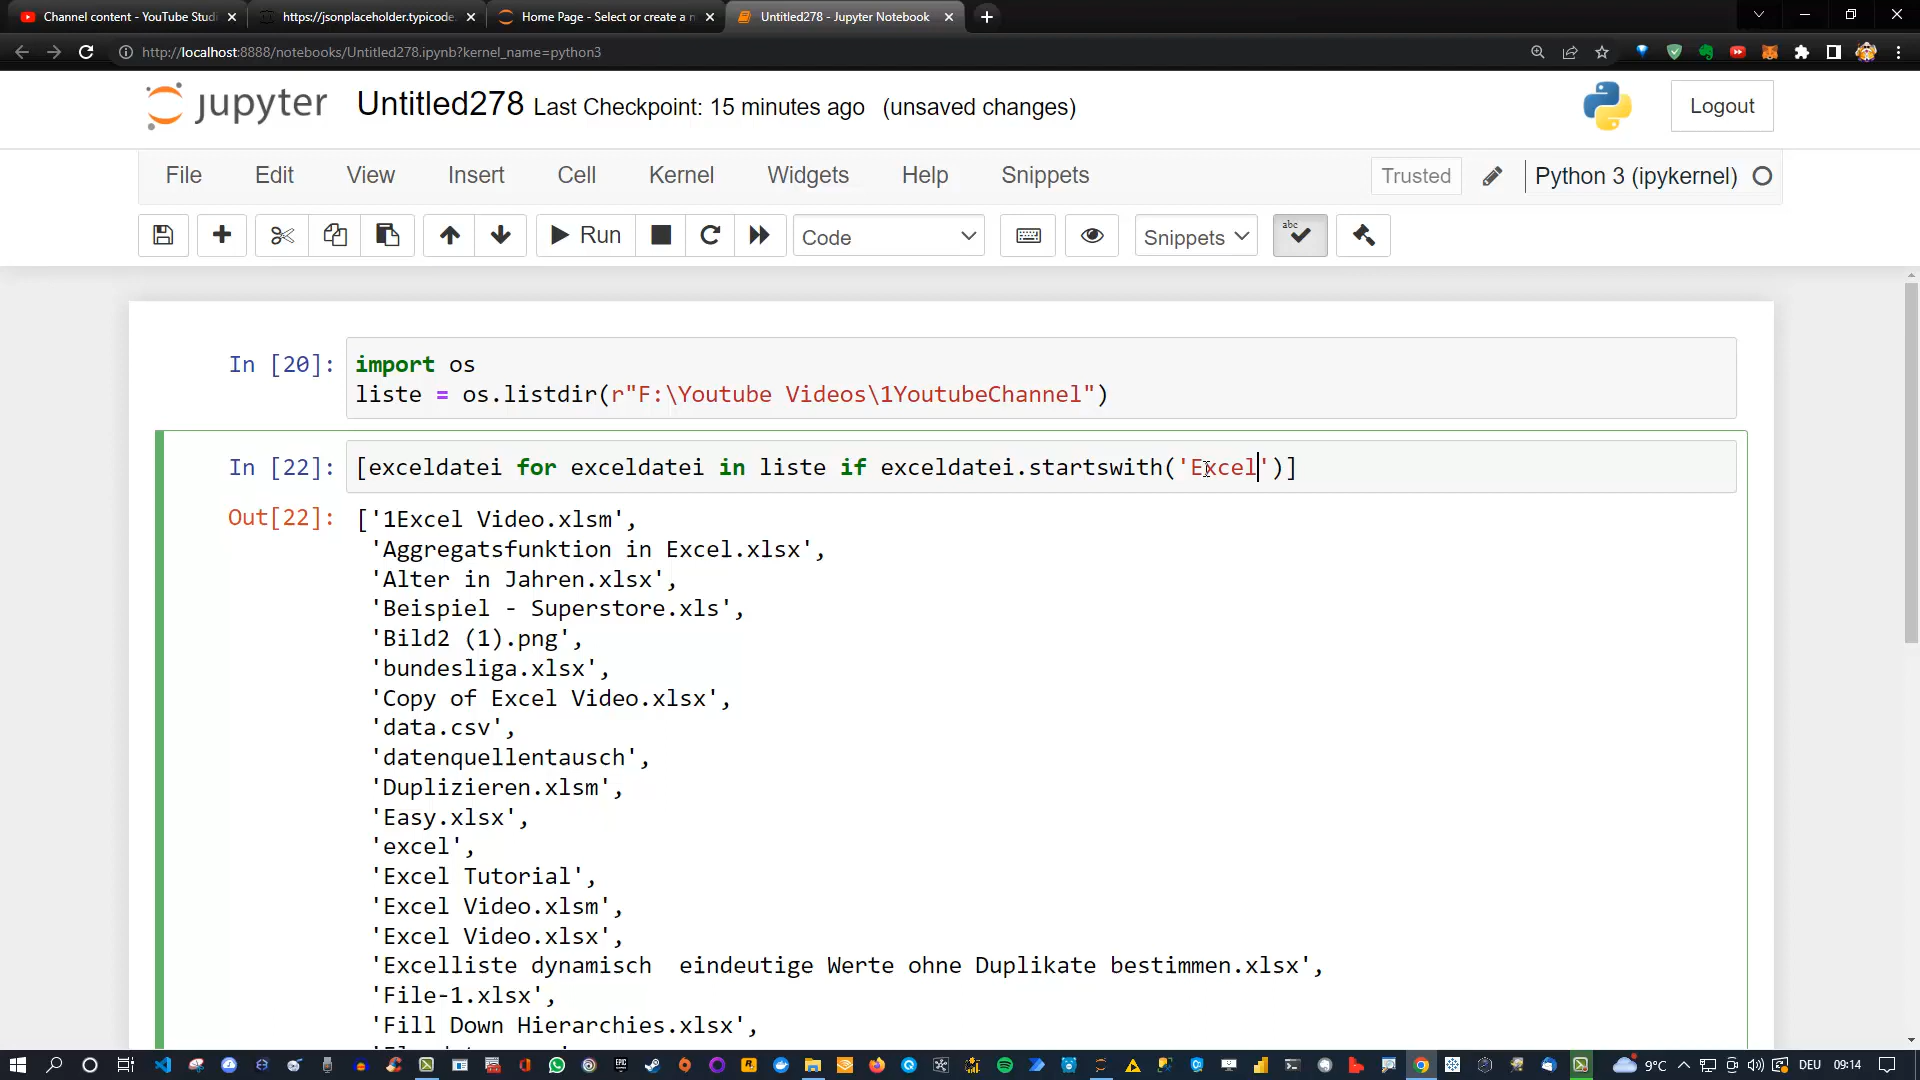 Channel content - YouTube Studi
https://jsonplaceholder.typicode.
Home Page - Select or create a n
Untitled278 - Jupyter Notebook
http://localhost:8888/notebooks/Untitled278.ipynb?kernel_name=python3
jupyter Untitled278 Last Checkpoint: 15 minutes ago (unsaved changes)
Logout
File Edit View Insert Cell Kernel Widgets Help Snippets
Trusted
Python 3 (ipykernel)
Run
Code
Snippets
abc
In [20]: import os
liste = os.listdir(r"F:\Youtube Videos\1YoutubeChannel")
In [22]: [exceldatei for exceldatei in liste if exceldatei.startswith('Excel')]
Out[22]: ['1Excel Video.xlsm',
'Aggregatsfunktion in Excel.xlsx',
'Alter in Jahren.xlsx',
'Beispiel - Superstore.xls',
'Bild2 (1).png',
'bundesliga.xlsx',
'Copy of Excel Video.xlsx',
'data.csv',
'datenquellentausch',
'Duplizieren.xlsm',
'Easy.xlsx',
'excel',
'Excel Tutorial',
'Excel Video.xlsm',
'Excel Video.xlsx',
'Excelliste dynamisch  eindeutige Werte ohne Duplikate bestimmen.xlsx',
'File-1.xlsx',
'Fill Down Hierarchies.xlsx',
9°C
DEU
09:14